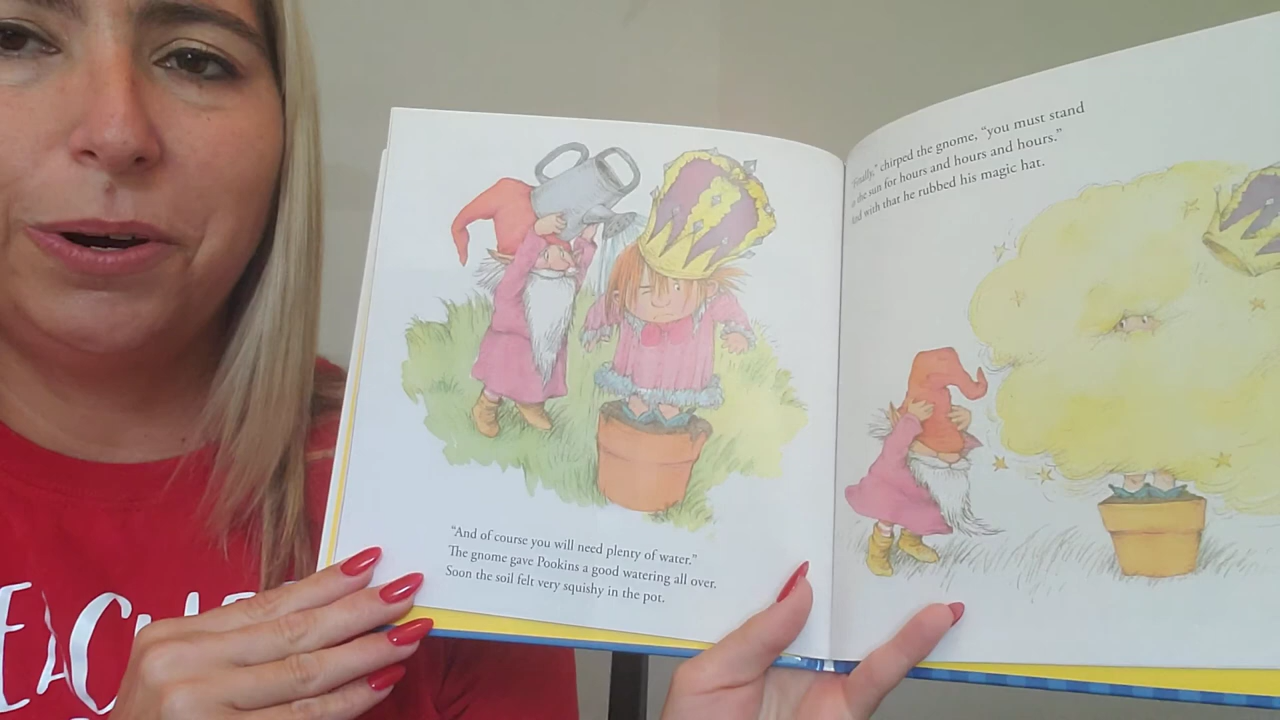 "And of course you will need plenty of water."
The gnome gave Pookins a good watering all over.
Soon the soil felt very squishy in the pot.
chirped the gnome, "you must stand
the sun for hours and hours and hours."
with that he rubbed his magic hat.